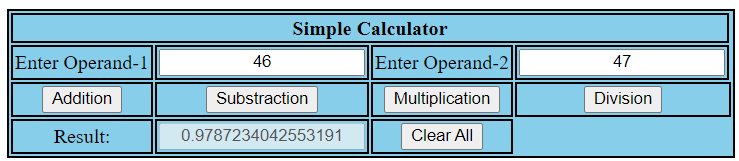 Simple Calculator
Enter Operand-1 46 Enter Operand-2 47
Addition Substraction Multiplication Division
Result: 0.9787234042553191 Clear All